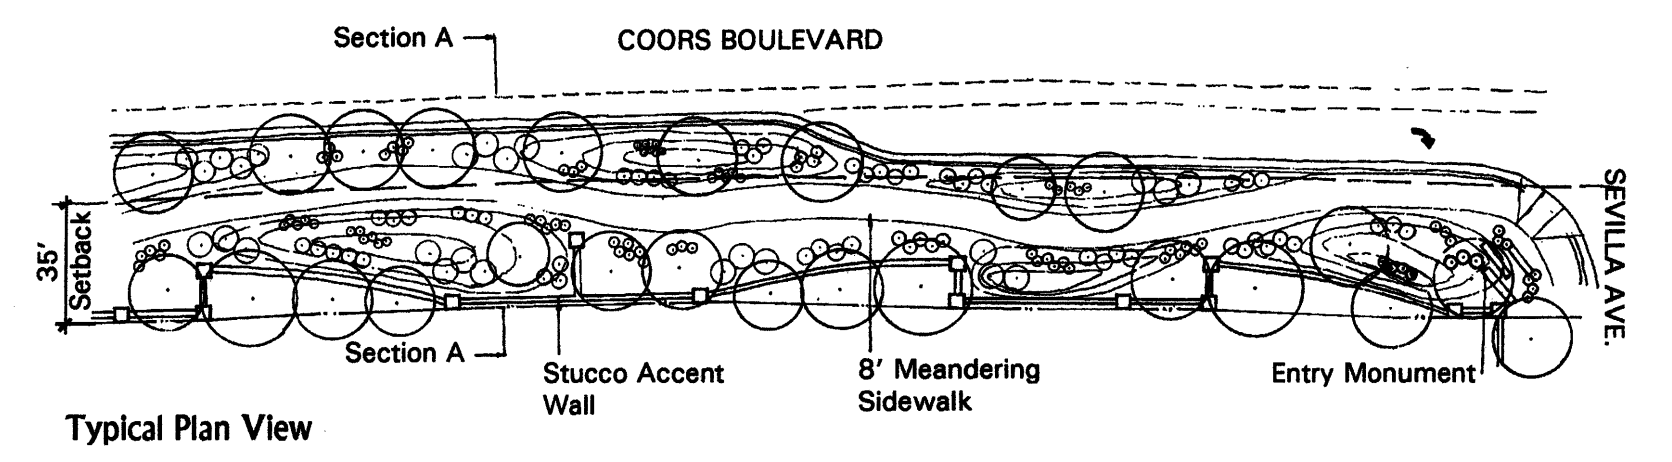 Section A
COORS BOULEVARD
SEVILLA AVE.
35'
Setback
Section A
Stucco Accent
Wall
8' Meandering
Sidewalk
Entry Monument
Typical Plan View